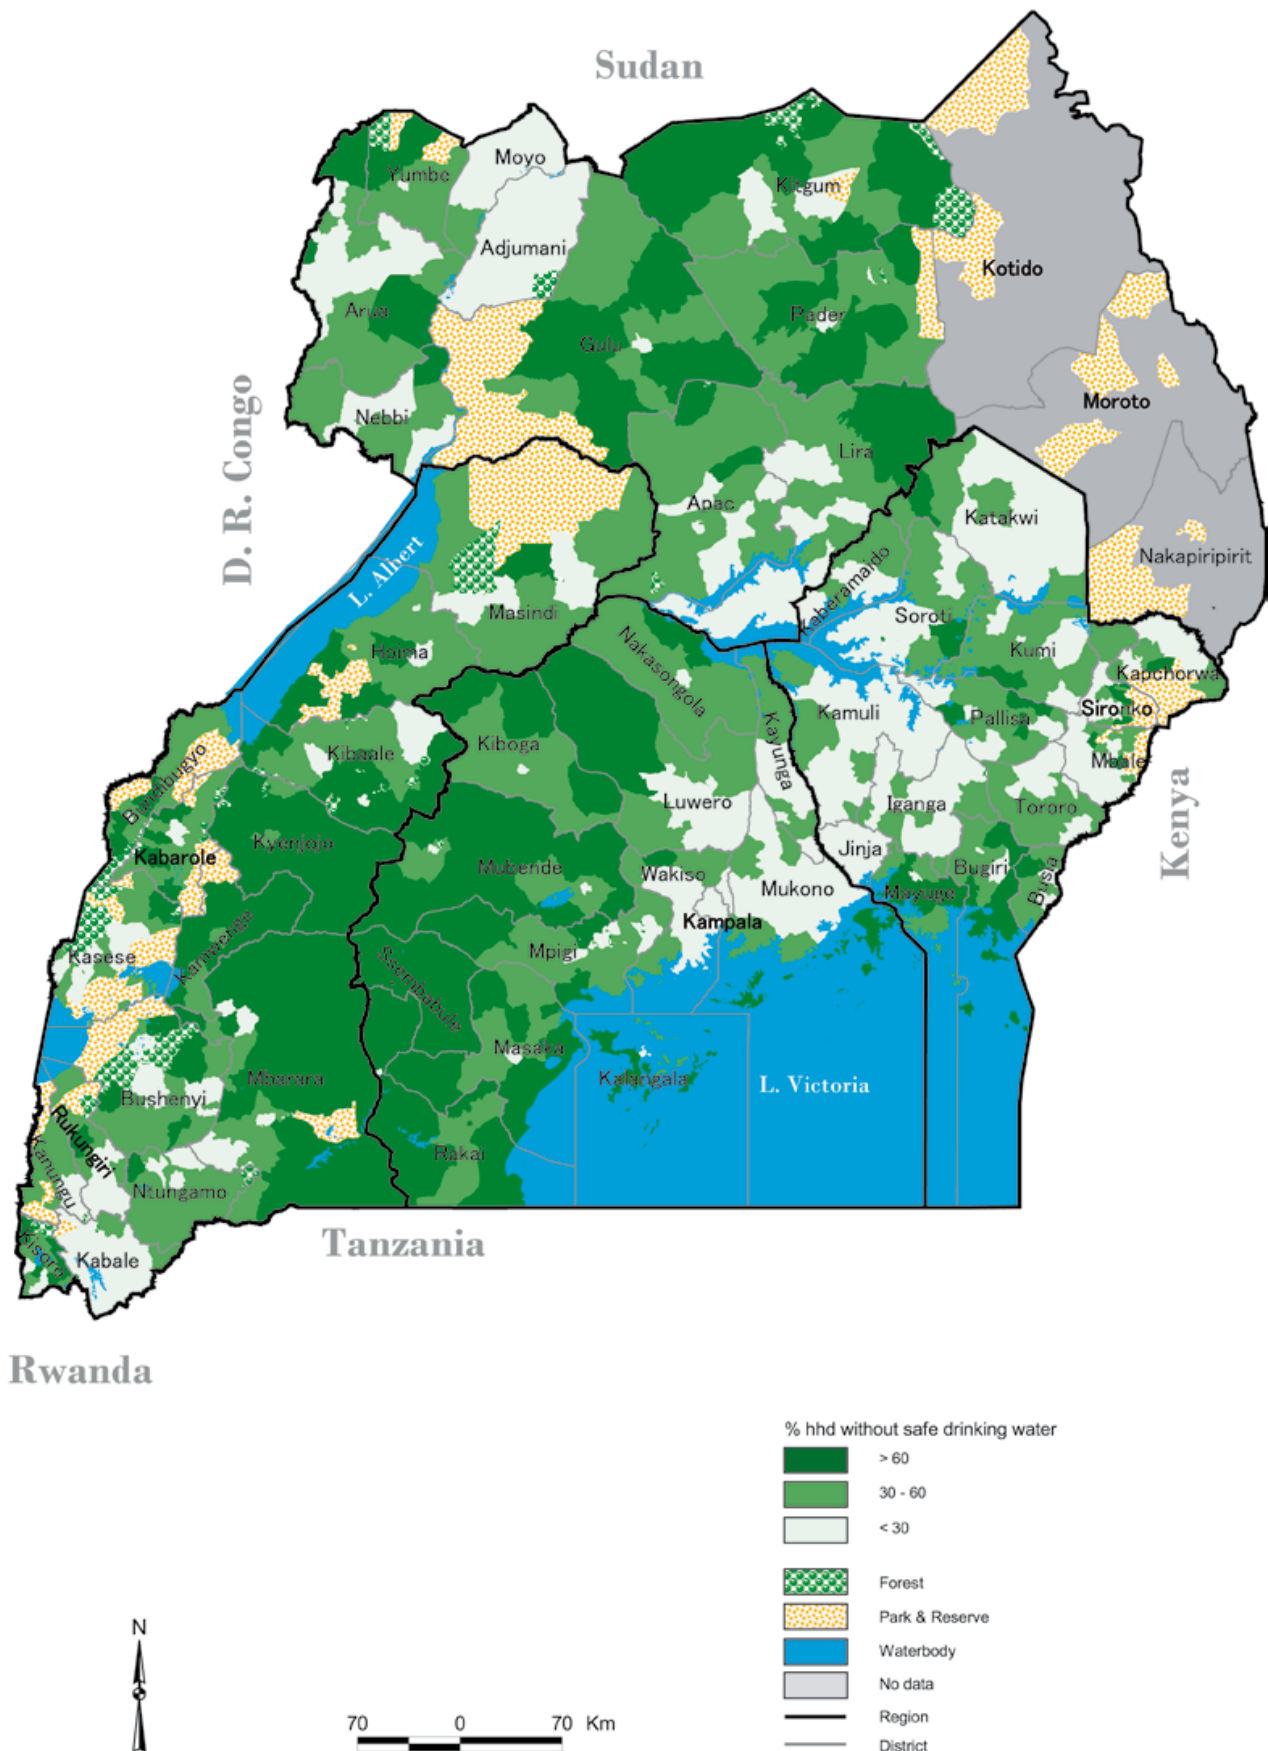 Sudan
Moyo
Yumbe
Kitgum
Adjumani
Kotido
Arua
Pader
Gulu
Moroto
Nebbi
D. R. Congo
Lira
Apac
Katakwi
Nakapiripirit
L. Albert
Kaberamaido
Masindi
Soroti
Hoima
Nakasongola
Kumi
Kapchorwa
Sironko
Kamuli
Pallisa
Kayunga
Kiboga
Kibaale
Bundibugyo
Mbale
Luwero
Iganga
Tororo
Kenya
Kyenjojo
Kabarole
Jinja
Mubende
Wakiso
Bugiri
Mukono
Mayuge
Busia
Kampala
Kamwenge
Kasese
Mpigi
Ssembabule
Masaka
Mbarara
Kalangala
L. Victoria
Bushenyi
Rukungiri
Kanungu
Rakai
Ntungamo
Kisoro
Kabale
Tanzania
Rwanda
% hhd without safe drinking water
> 60
30 - 60
< 30
Forest
Park & Reserve
Waterbody
No data
Region
District
N
70 0 70 Km